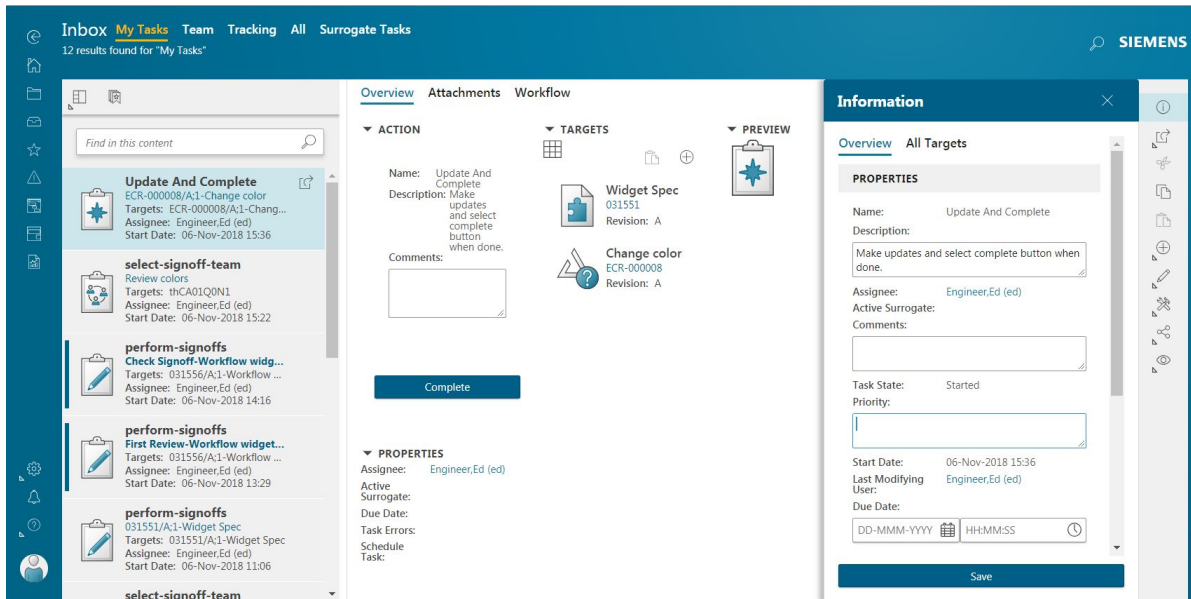 Inbox My Tasks Team Tracking All Surrogate Tasks
12 results found for "My Tasks"
SIEMENS
Find in this content
Update And Complete
ECR-000008/A;1-Change color
Targets: ECR-000008/A;1-Chang...
Assignee: Engineer,Ed (ed)
Start Date: 06-Nov-2018 15:36
select-signoff-team
Review colors
Targets: thCA01Q0N1
Assignee: Engineer,Ed (ed)
Start Date: 06-Nov-2018 15:22
perform-signoffs
Check Signoff-Workflow widg...
Targets: 031556/A;1-Workflow ...
Assignee: Engineer,Ed (ed)
Start Date: 06-Nov-2018 14:16
perform-signoffs
First Review-Workflow widget...
Targets: 031556/A;1-Workflow ...
Assignee: Engineer,Ed (ed)
Start Date: 06-Nov-2018 13:29
perform-signoffs
031551/A;1-Widget Spec
Targets: 031551/A;1-Widget Spec
Assignee: Engineer,Ed (ed)
Start Date: 06-Nov-2018 11:06
select-signoff-team
Overview Attachments Workflow
ACTION
Name: Update And
Complete
Description: Make
updates
and select
complete
button
when done.
Comments:
Complete
PROPERTIES
Assignee: Engineer,Ed (ed)
Active
Surrogate:
Due Date:
Task Errors:
Schedule
Task:
TARGETS
Widget Spec
031551
Revision: A
Change color
ECR-000008
Revision: A
PREVIEW
Information
Overview All Targets
PROPERTIES
Name: Update And Complete
Description:
Make updates and select complete button when
done.
Assignee: Engineer,Ed (ed)
Active Surrogate:
Comments:
Task State: Started
Priority:
Start Date: 06-Nov-2018 15:36
Last Modifying
User: Engineer,Ed (ed)
Due Date:
DD-MMM-YYYY HH:MM:SS
Save